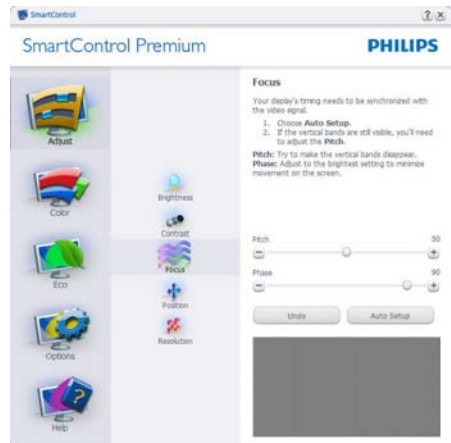 SmartControl
SmartControl Premium
PHILIPS
Adjust
Color
Eco
Options
Help
Brightness
Contrast
Focus
Position
Resolution
Focus
Your display's timing needs to be synchronized with
the video signal.
1. Choose Auto Setup.
2. If the vertical bands are still visible, you'll need
to adjust the Pitch.
Pitch: Try to make the vertical bands disappear.
Phase: Adjust to the brightest setting to minimize
movement on the screen.
Pitch 50
Phase 90
Undo Auto Setup